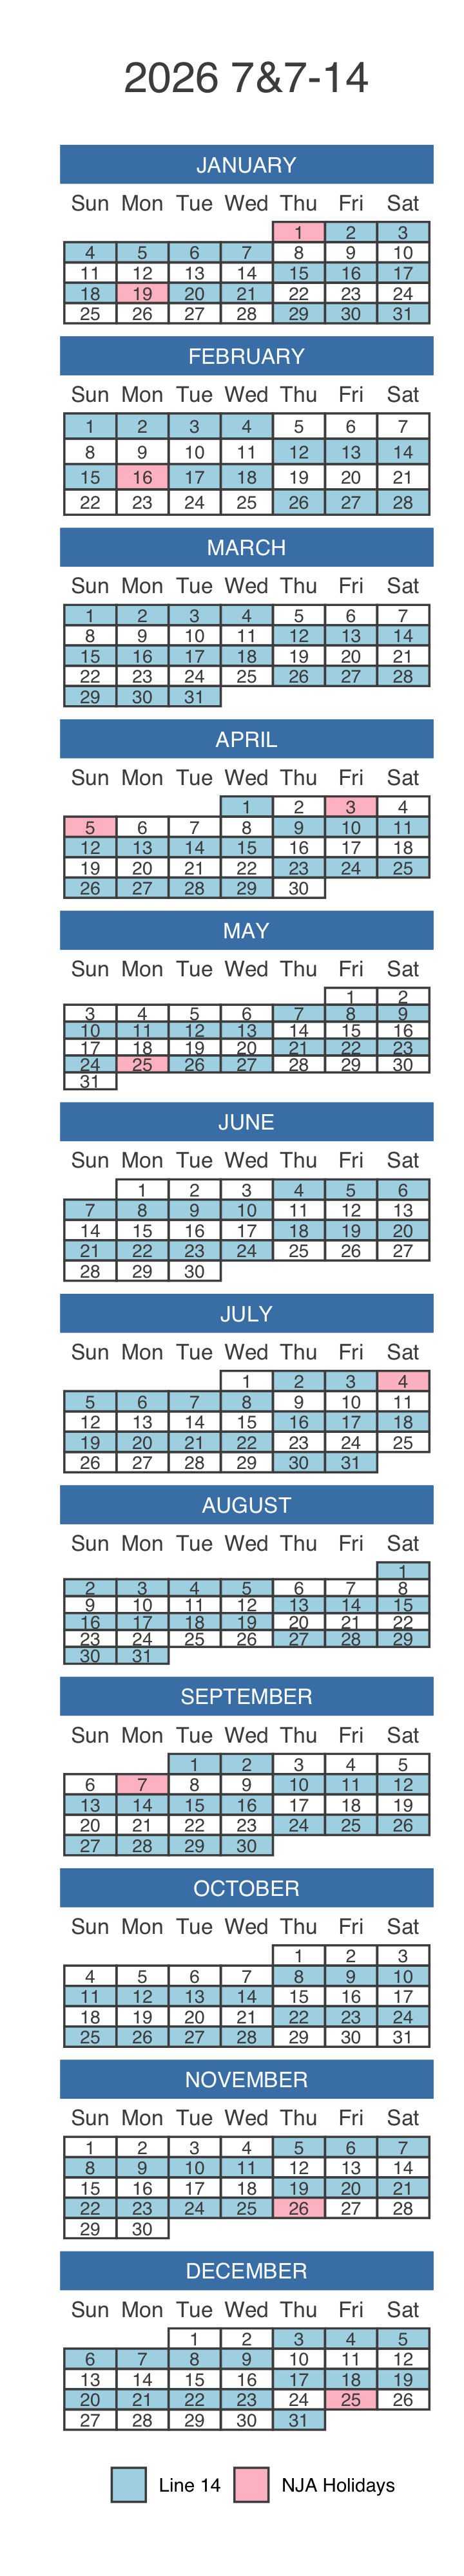 2026 7&7-14
JANUARY
Sun Mon Tue Wed Thu Fri Sat
1 2 3
4 5 6 7 8 9 10
11 12 13 14 15 16 17
18 19 20 21 22 23 24
25 26 27 28 29 30 31
FEBRUARY
Sun Mon Tue Wed Thu Fri Sat
1 2 3 4 5 6 7
8 9 10 11 12 13 14
15 16 17 18 19 20 21
22 23 24 25 26 27 28
MARCH
Sun Mon Tue Wed Thu Fri Sat
1 2 3 4 5 6 7
8 9 10 11 12 13 14
15 16 17 18 19 20 21
22 23 24 25 26 27 28
29 30 31
APRIL
Sun Mon Tue Wed Thu Fri Sat
1 2 3 4
5 6 7 8 9 10 11
12 13 14 15 16 17 18
19 20 21 22 23 24 25
26 27 28 29 30
MAY
Sun Mon Tue Wed Thu Fri Sat
1 2
3 4 5 6 7 8 9
10 11 12 13 14 15 16
17 18 19 20 21 22 23
24 25 26 27 28 29 30
31
JUNE
Sun Mon Tue Wed Thu Fri Sat
1 2 3 4 5 6
7 8 9 10 11 12 13
14 15 16 17 18 19 20
21 22 23 24 25 26 27
28 29 30
JULY
Sun Mon Tue Wed Thu Fri Sat
1 2 3 4
5 6 7 8 9 10 11
12 13 14 15 16 17 18
19 20 21 22 23 24 25
26 27 28 29 30 31
AUGUST
Sun Mon Tue Wed Thu Fri Sat
1
2 3 4 5 6 7 8
9 10 11 12 13 14 15
16 17 18 19 20 21 22
23 24 25 26 27 28 29
30 31
SEPTEMBER
Sun Mon Tue Wed Thu Fri Sat
1 2 3 4 5
6 7 8 9 10 11 12
13 14 15 16 17 18 19
20 21 22 23 24 25 26
27 28 29 30
OCTOBER
Sun Mon Tue Wed Thu Fri Sat
1 2 3
4 5 6 7 8 9 10
11 12 13 14 15 16 17
18 19 20 21 22 23 24
25 26 27 28 29 30 31
NOVEMBER
Sun Mon Tue Wed Thu Fri Sat
1 2 3 4 5 6 7
8 9 10 11 12 13 14
15 16 17 18 19 20 21
22 23 24 25 26 27 28
29 30
DECEMBER
Sun Mon Tue Wed Thu Fri Sat
1 2 3 4 5
6 7 8 9 10 11 12
13 14 15 16 17 18 19
20 21 22 23 24 25 26
27 28 29 30 31
Line 14 NJA Holidays